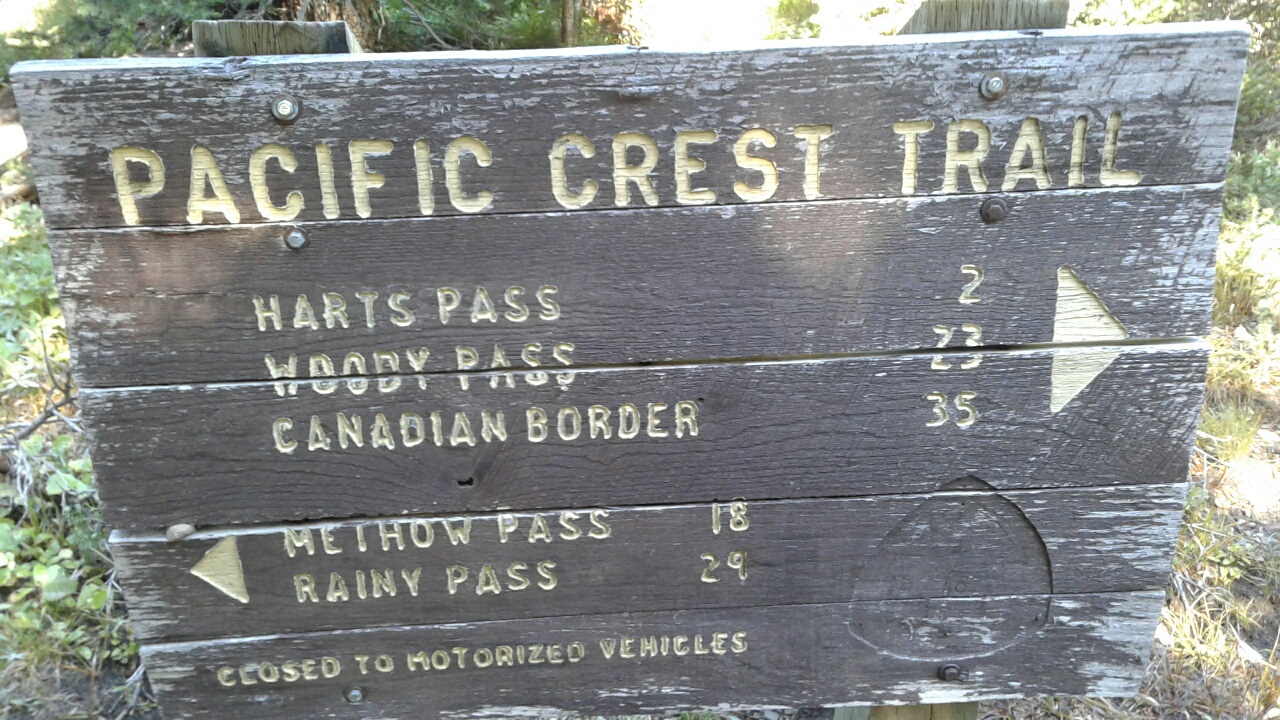 PACIFIC CREST TRAIL
HARTS PASS 2
WOODY PASS 23
CANADIAN BORDER 35
METHOW PASS 18
RAINY PASS 29
CLOSED TO MOTORIZED VEHICLES